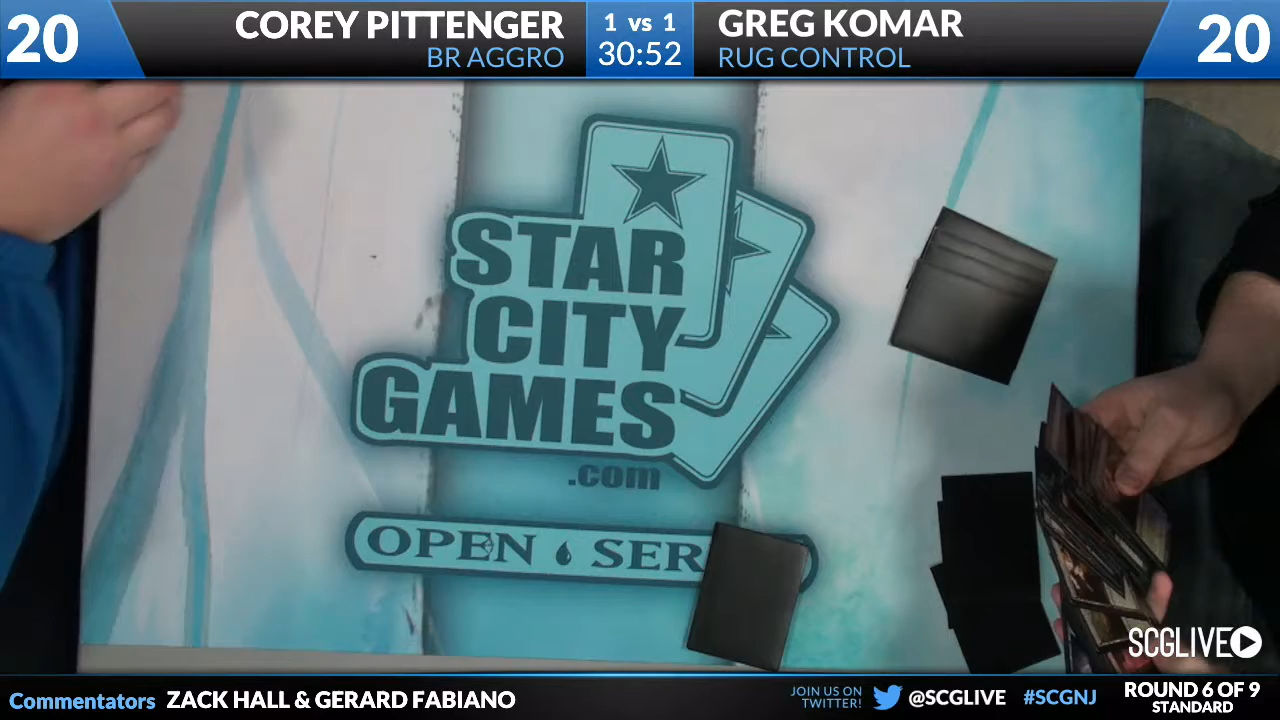 20
COREY PITTENGER
BR AGGRO
1 vs 1
30:52
GREG KOMAR
RUG CONTROL
20
STAR
CITY
GAMES
.com
OPEN SER
SCGLIVE
Commentators ZACK HALL & GERARD FABIANO
JOIN US ON
TWITTER!
@SCGLIVE #SCGNJ
ROUND 6 OF 9
STANDARD